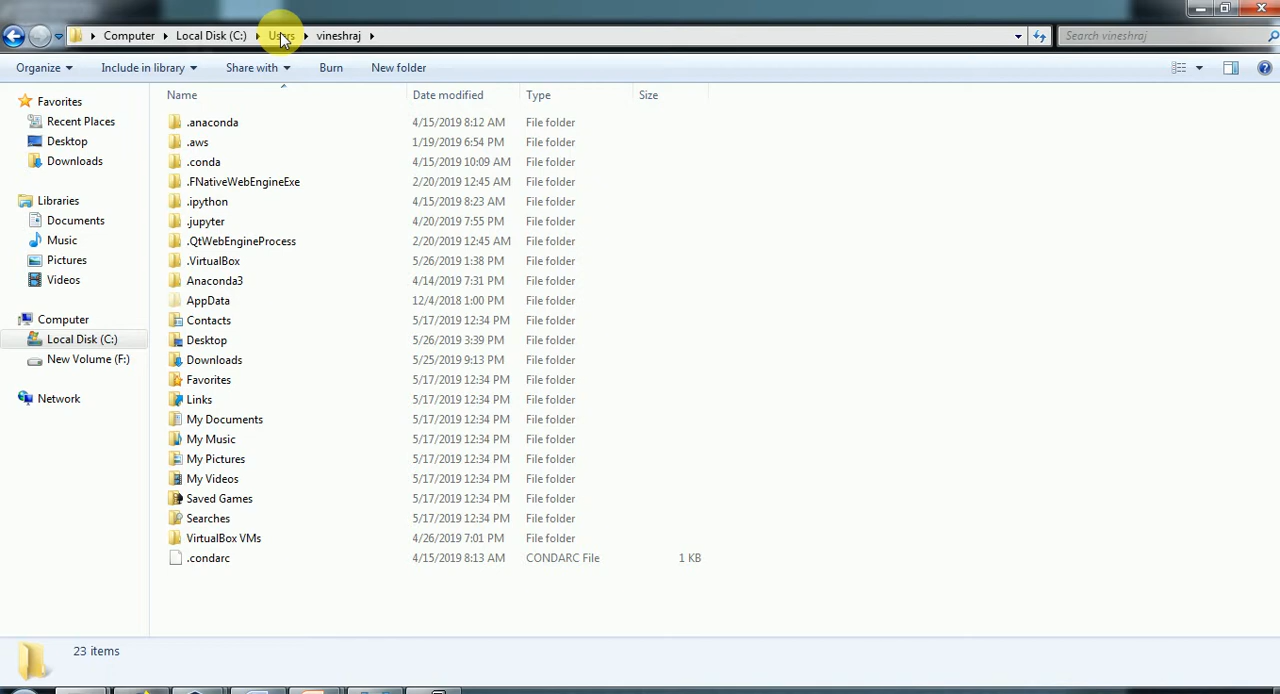 Computer Local Disk (C:) Users vineshraj Search vineshraj
Organize Include in library Share with Burn New folder
Favorites
Recent Places
Desktop
Downloads
Libraries
Documents
Music
Pictures
Videos
Computer
Local Disk (C:)
New Volume (F:)
Network
Name Date modified Type Size
.anaconda 4/15/2019 8:12 AM File folder
.aws 1/19/2019 6:54 PM File folder
.conda 4/15/2019 10:09 AM File folder
.FNativeWebEngineExe 2/20/2019 12:45 AM File folder
.ipython 4/15/2019 8:23 AM File folder
.jupyter 4/20/2019 7:55 PM File folder
.QtWebEngineProcess 2/20/2019 12:45 AM File folder
.VirtualBox 5/26/2019 1:38 PM File folder
Anaconda3 4/14/2019 7:31 PM File folder
AppData 12/4/2018 1:00 PM File folder
Contacts 5/17/2019 12:34 PM File folder
Desktop 5/26/2019 3:39 PM File folder
Downloads 5/25/2019 9:13 PM File folder
Favorites 5/17/2019 12:34 PM File folder
Links 5/17/2019 12:34 PM File folder
My Documents 5/17/2019 12:34 PM File folder
My Music 5/17/2019 12:34 PM File folder
My Pictures 5/17/2019 12:34 PM File folder
My Videos 5/17/2019 12:34 PM File folder
Saved Games 5/17/2019 12:34 PM File folder
Searches 5/17/2019 12:34 PM File folder
VirtualBox VMs 4/26/2019 7:01 PM File folder
.condarc 4/15/2019 8:13 AM CONDARC File 1 KB
23 items